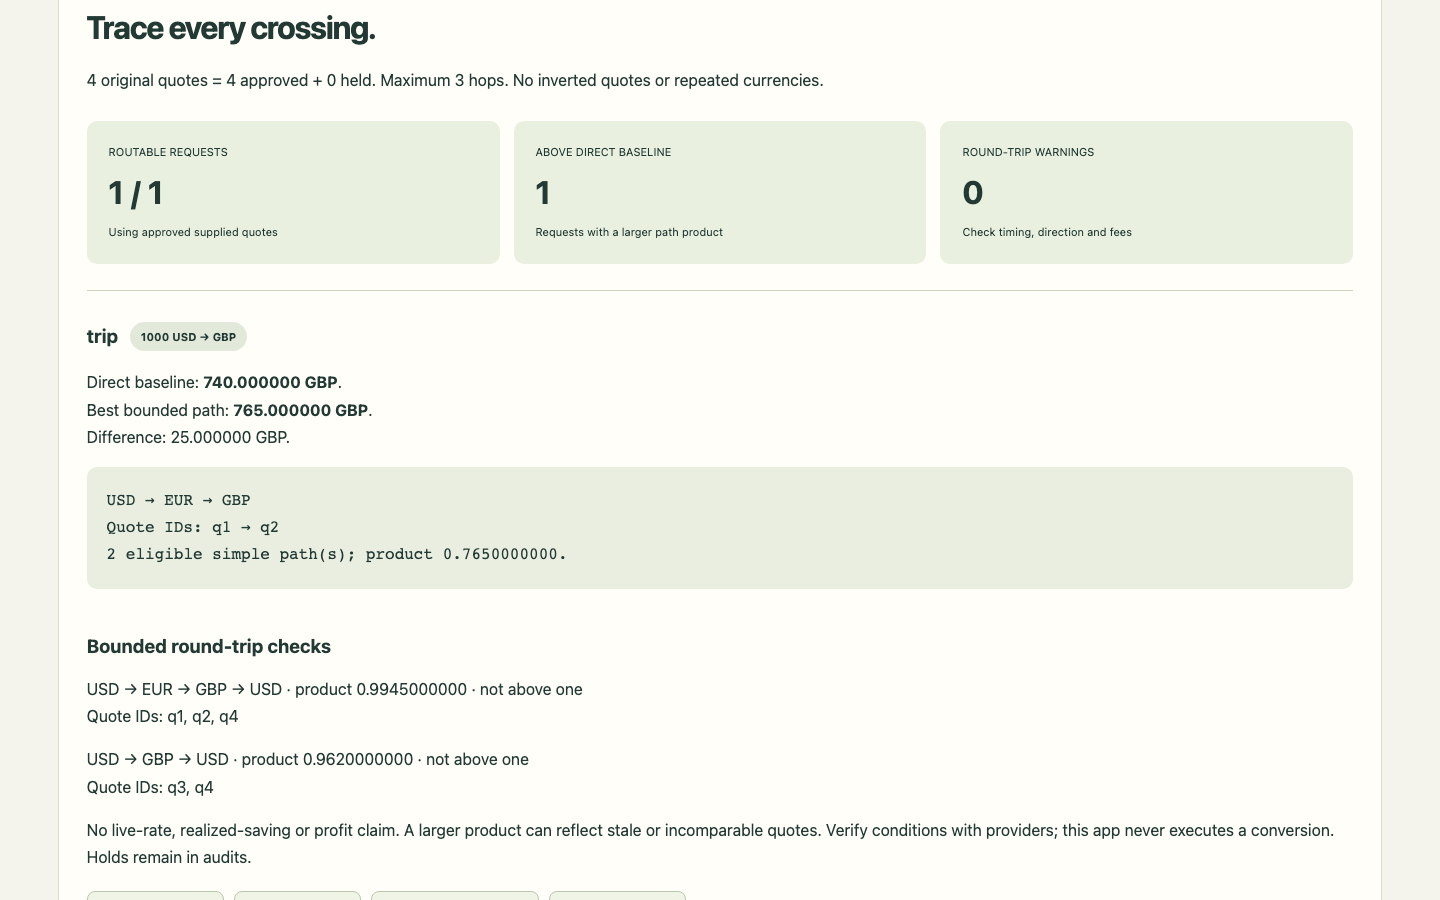 Trace every crossing.
4 original quotes = 4 approved + 0 held. Maximum 3 hops. No inverted quotes or repeated currencies.
ROUTABLE REQUESTS
1 / 1
Using approved supplied quotes
ABOVE DIRECT BASELINE
1
Requests with a larger path product
ROUND-TRIP WARNINGS
0
Check timing, direction and fees
trip
1000 USD → GBP
Direct baseline: 740.000000 GBP.
Best bounded path: 765.000000 GBP.
Difference: 25.000000 GBP.
USD → EUR → GBP
Quote IDs: q1 → q2
2 eligible simple path(s); product 0.7650000000.
Bounded round-trip checks
USD → EUR → GBP → USD · product 0.9945000000 · not above one
Quote IDs: q1, q2, q4
USD → GBP → USD · product 0.9620000000 · not above one
Quote IDs: q3, q4
No live-rate, realized-saving or profit claim. A larger product can reflect stale or incomparable quotes. Verify conditions with providers; this app never executes a conversion.
Holds remain in audits.